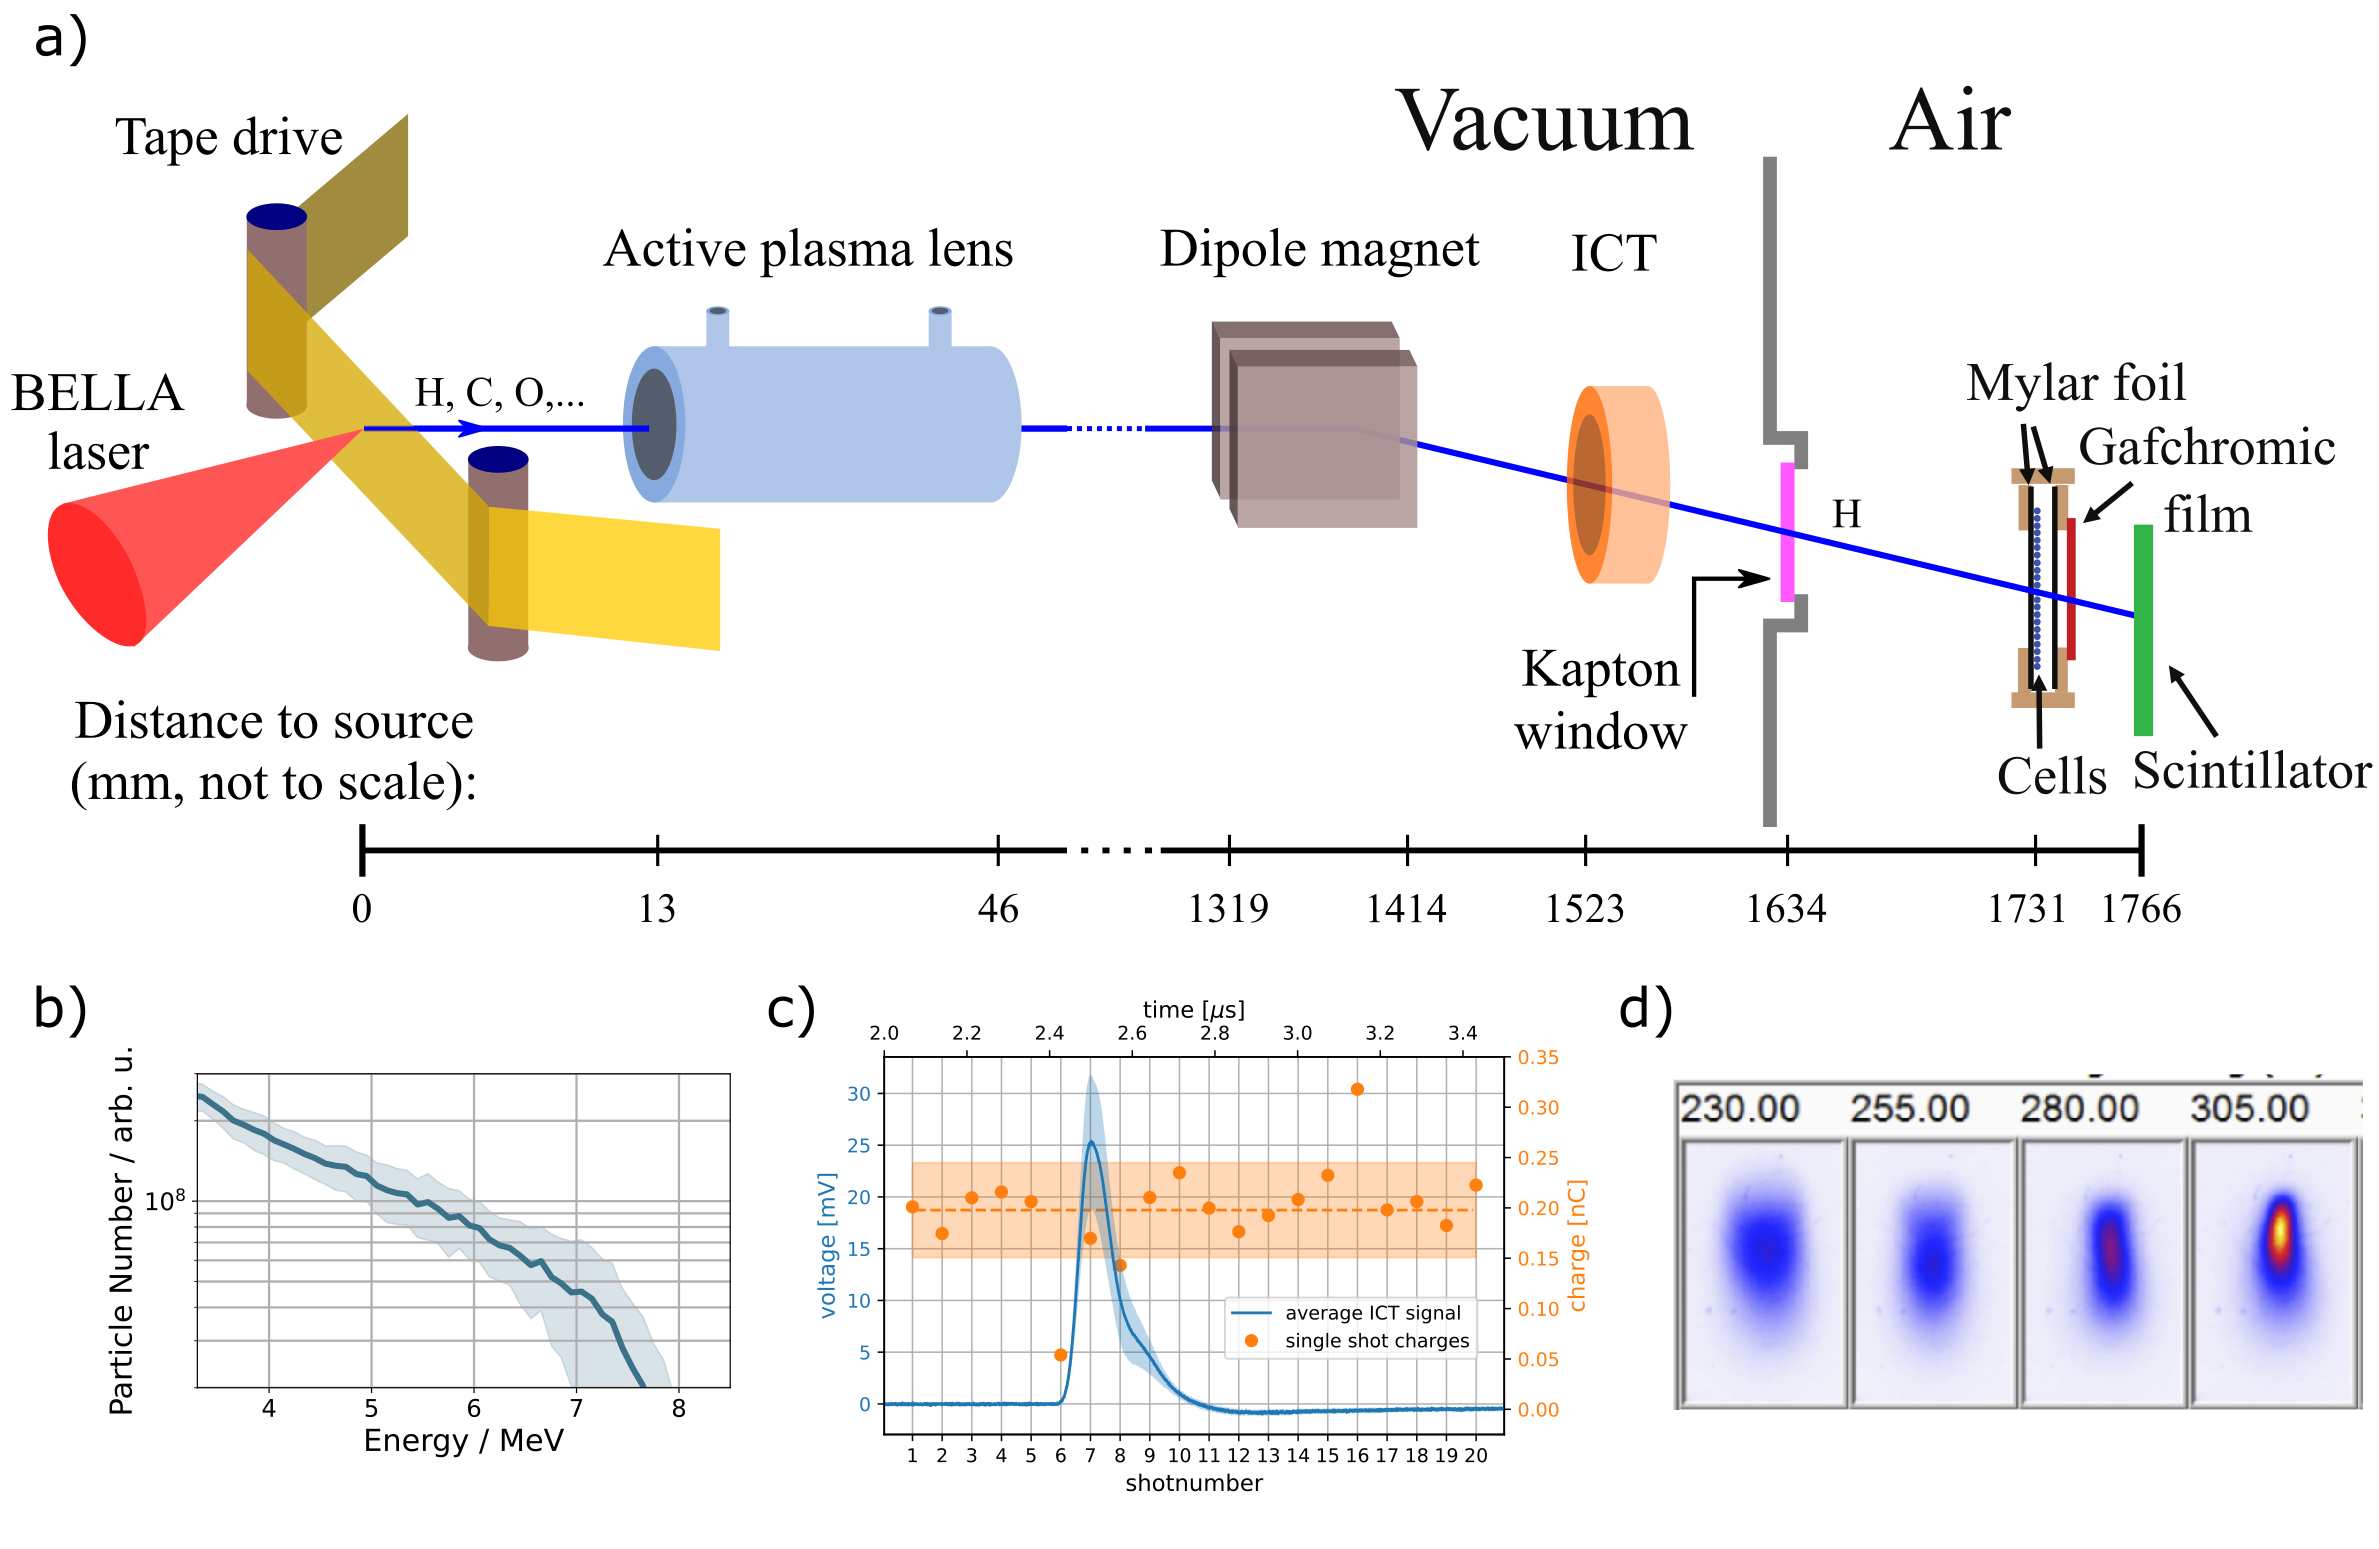 a)
Vacuum
Air
Tape drive
Active plasma lens
Dipole magnet
ICT
BELLA
laser
H, C, O,...
Mylar foil
Gafchromic
film
H
Kapton
window
Cells
Scintillator
Distance to source
(mm, not to scale):
0
13
46
1319
1414
1523
1634
1731
1766
b)
Particle Number / arb. u.
10⁸
4
5
6
7
8
Energy / MeV
c)
time [μs]
2.0
2.2
2.4
2.6
2.8
3.0
3.2
3.4
voltage [mV]
30
25
20
15
10
5
0
0.35
0.30
0.25
0.20
0.15
0.10
0.05
0.00
charge [nC]
average ICT signal
single shot charges
1
2
3
4
5
6
7
8
9
10
11
12
13
14
15
16
17
18
19
20
shotnumber
d)
230.00
255.00
280.00
305.00